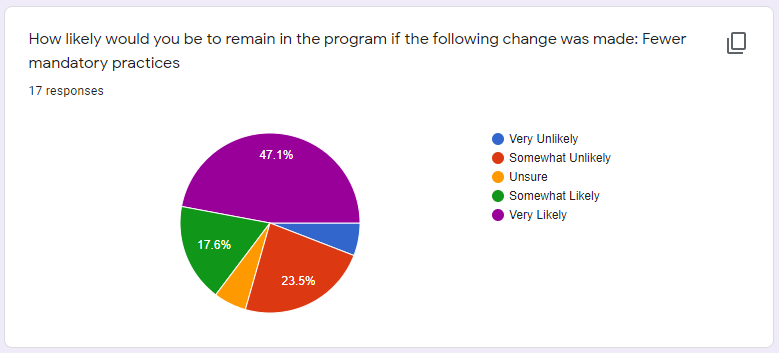 How likely would you be to remain in the program if the following change was made: Fewer
mandatory practices
17 responses
47.1%
17.6%
23.5%
Very Unlikely
Somewhat Unlikely
Unsure
Somewhat Likely
Very Likely